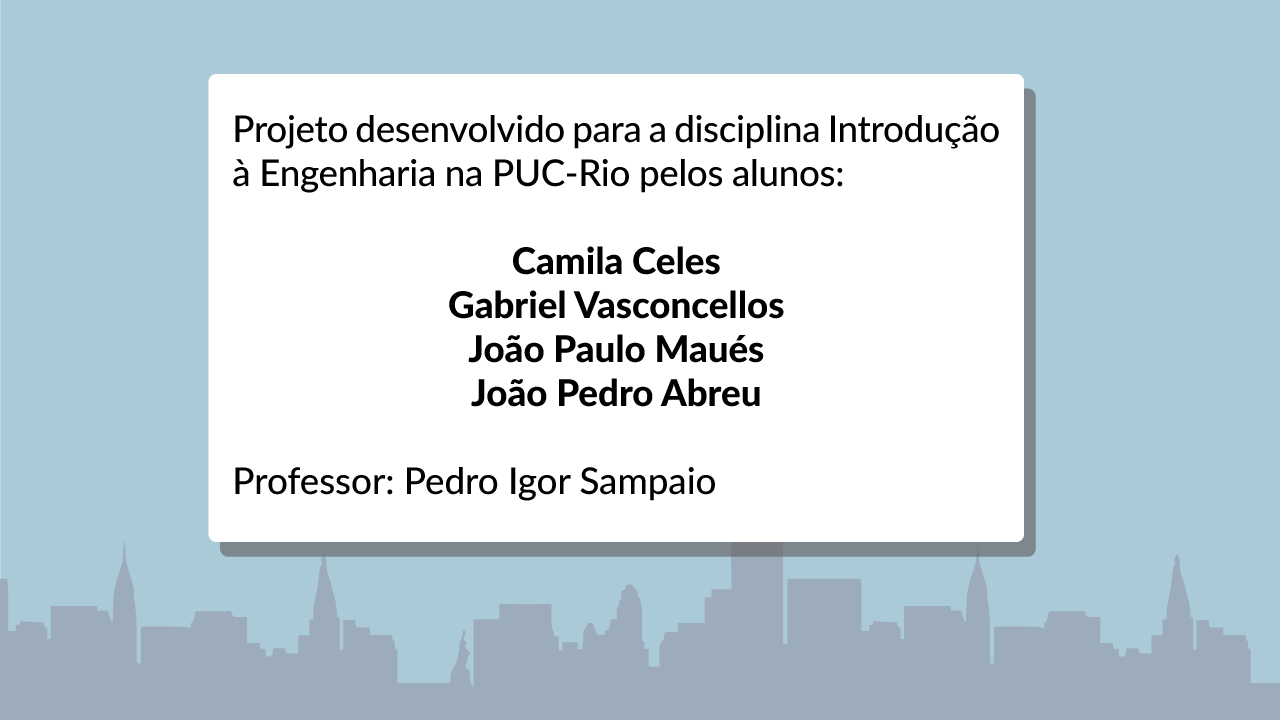 Projeto desenvolvido para a disciplina Introdução
à Engenharia na PUC-Rio pelos alunos:
Camila Celes
Gabriel Vasconcellos
João Paulo Maués
João Pedro Abreu
Professor: Pedro Igor Sampaio